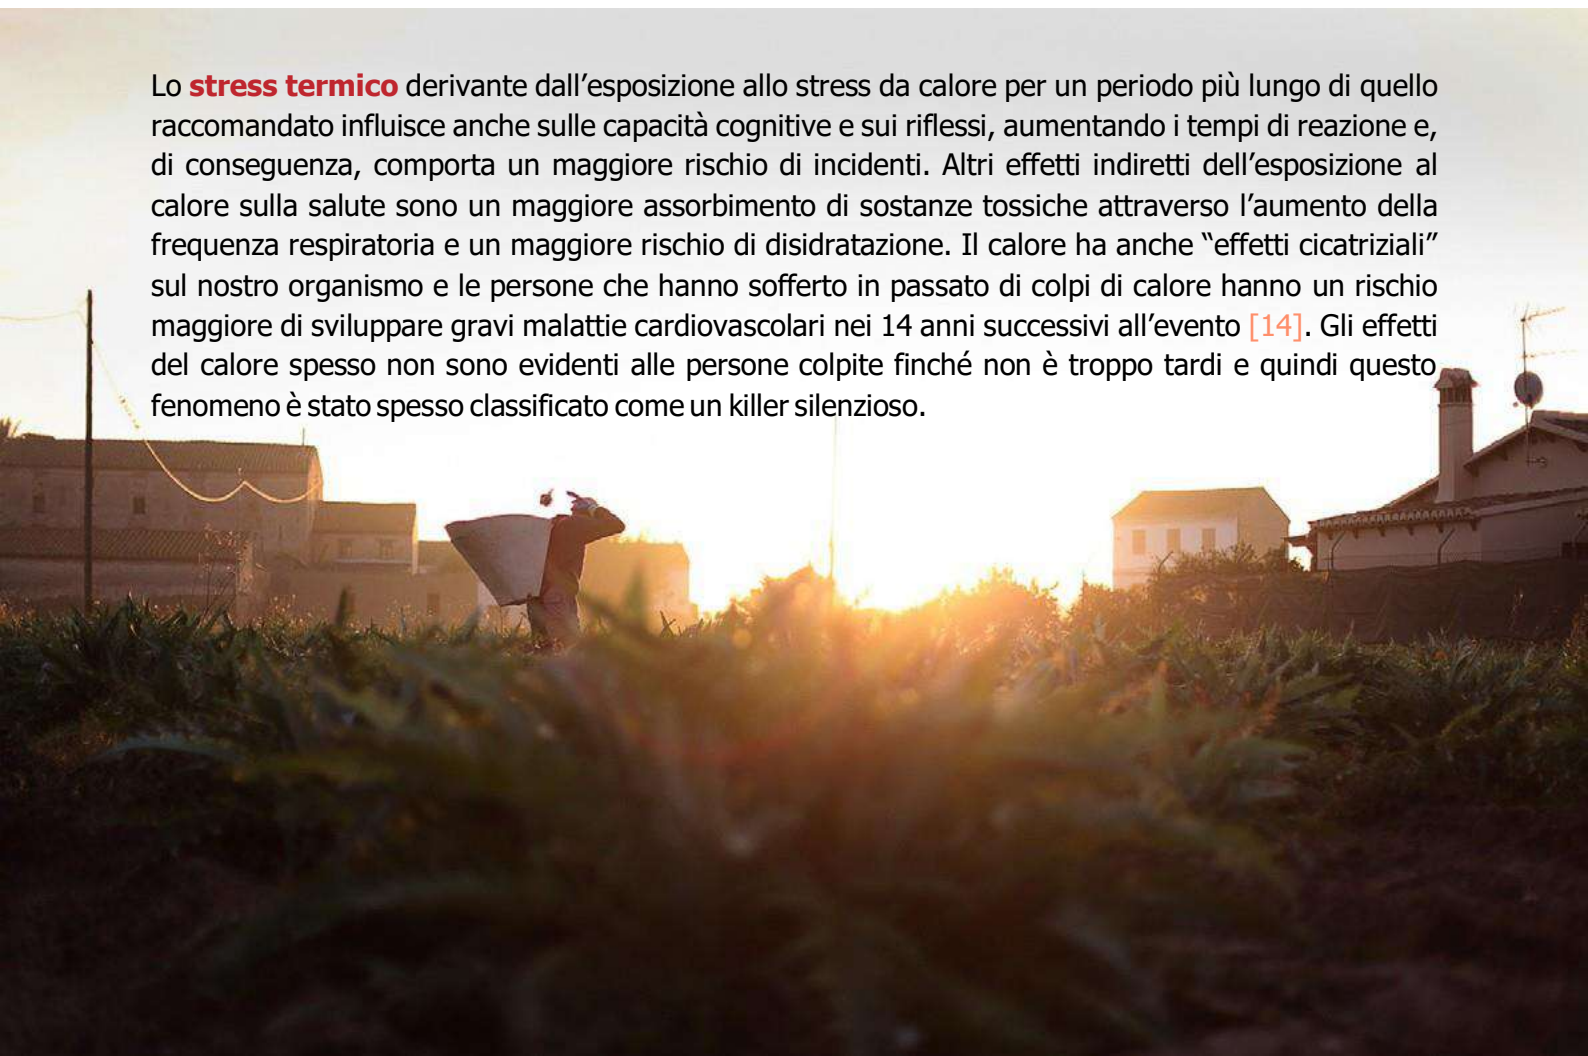 Lo stress termico derivante dall’esposizione allo stress da calore per un periodo più lungo di quello
raccomandato influisce anche sulle capacità cognitive e sui riflessi, aumentando i tempi di reazione e,
di conseguenza, comporta un maggiore rischio di incidenti. Altri effetti indiretti dell’esposizione al
calore sulla salute sono un maggiore assorbimento di sostanze tossiche attraverso l’aumento della
frequenza respiratoria e un maggiore rischio di disidratazione. Il calore ha anche “effetti cicatriziali”
sul nostro organismo e le persone che hanno sofferto in passato di colpi di calore hanno un rischio
maggiore di sviluppare gravi malattie cardiovascolari nei 14 anni successivi all’evento [14]. Gli effetti
del calore spesso non sono evidenti alle persone colpite finché non è troppo tardi e quindi questo
fenomeno è stato spesso classificato come un killer silenzioso.